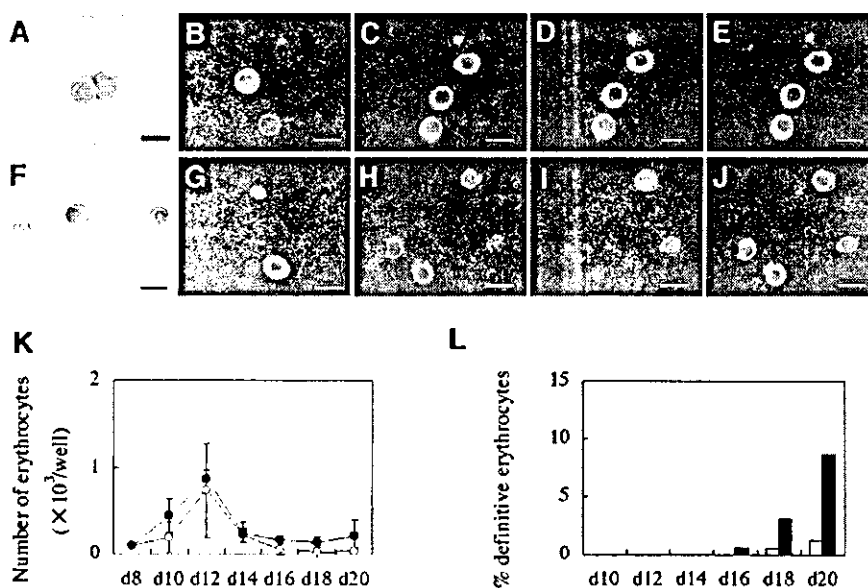 A B C D E
F G H I J
K L
Number of erythrocytes
(×10³/well)
2
1
0
d8 d10 d12 d14 d16 d18 d20
% definitive erythrocytes
15
10
5
0
d10 d12 d14 d16 d18 d20